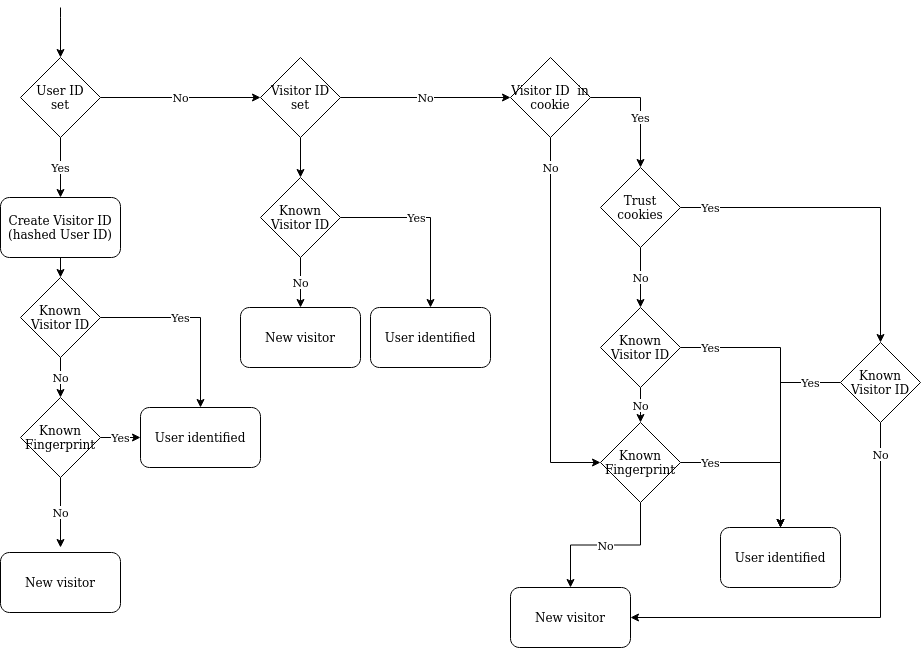 User ID
set
No
Visitor ID
set
No
Visitor ID  in
cookie
Yes
Yes
No
Create Visitor ID
(hashed User ID)
Known
Visitor ID
Yes
No
New visitor
User identified
Trust
cookies
Yes
No
Known
Visitor ID
Yes
No
Known
Fingerprint
Yes
User identified
No
New visitor
Known
Visitor ID
Yes
No
Known
Visitor ID
Yes
No
Known
Fingerprint
Yes
No
User identified
No
New visitor